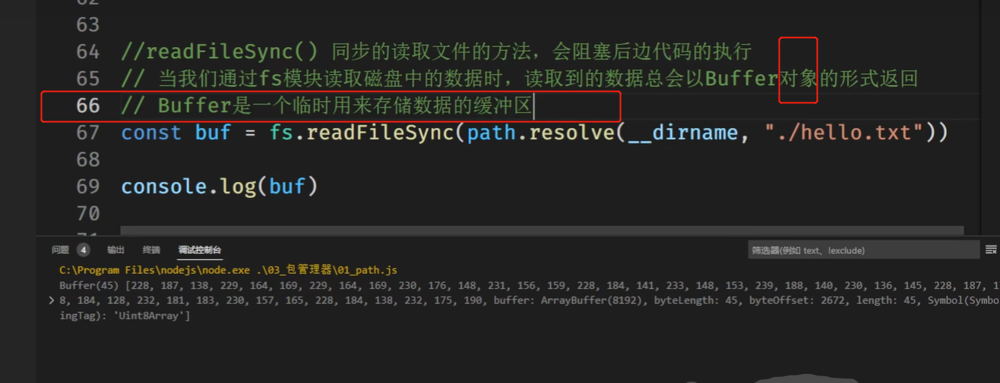 63
64 //readFileSync() 同步的读取文件的方法，会阻塞后边代码的执行
65 // 当我们通过fs模块读取磁盘中的数据时，读取到的数据总会以Buffer对象的形式返回
66 // Buffer是一个临时用来存储数据的缓冲区
67 const buf = fs.readFileSync(path.resolve(__dirname, "./hello.txt"))
68
69 console.log(buf)
70
问题 4 输出 终端 调试控制台 筛选器(例如 text、!exclude)
C:\Program Files\nodejs\node.exe .\03_包管理器\01_path.js
Buffer(45) [228, 187, 138, 229, 164, 169, 229, 164, 169, 230, 176, 148, 231, 156, 159, 228, 184, 141, 233, 148, 153, 239, 188, 140, 230, 136, 145, 228, 187,
8, 184, 128, 232, 181, 183, 230, 157, 165, 228, 184, 138, 232, 175, 190, buffer: ArrayBuffer(8192), byteLength: 45, byteOffset: 2672, length: 45, Symbol(Symbo
ingTag): 'Uint8Array']